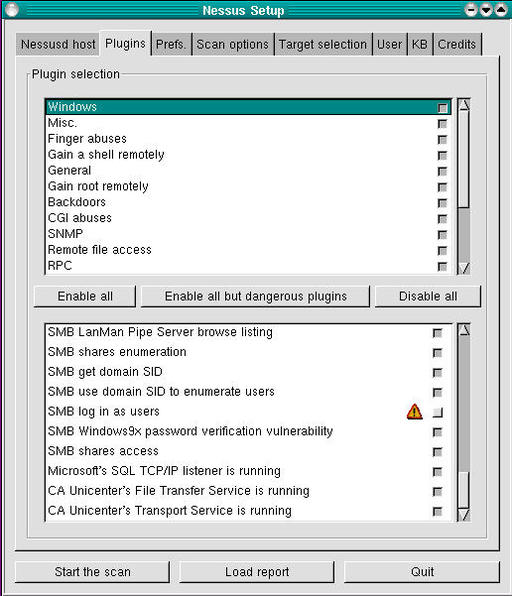 Nessus Setup
Nessusd host Plugins Prefs. Scan options Target selection User KB Credits
Plugin selection
Windows
Misc.
Finger abuses
Gain a shell remotely
General
Gain root remotely
Backdoors
CGI abuses
SNMP
Remote file access
RPC
Enable all Enable all but dangerous plugins Disable all
SMB LanMan Pipe Server browse listing
SMB shares enumeration
SMB get domain SID
SMB use domain SID to enumerate users
SMB log in as users
SMB Windows9x password verification vulnerability
SMB shares access
Microsoft's SQL TCP/IP listener is running
CA Unicenter's File Transfer Service is running
CA Unicenter's Transport Service is running
Start the scan Load report Quit